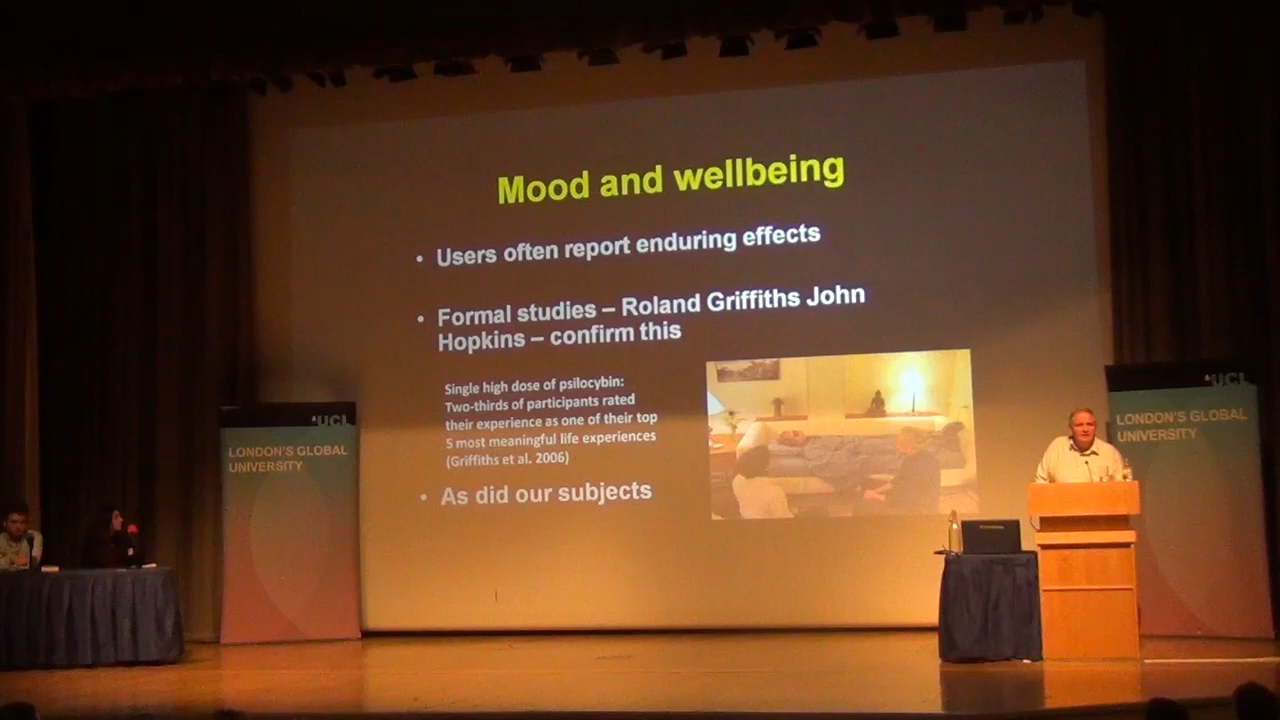 Mood and wellbeing
• Users often report enduring effects
• Formal studies – Roland Griffiths John
Hopkins – confirm this
Single high dose of psilocybin:
Two-thirds of participants rated
their experience as one of their top
5 most meaningful life experiences
(Griffiths et al. 2006)
• As did our subjects
UCL
LONDON'S GLOBAL
UNIVERSITY
UCL
LONDON'S GLOBAL
UNIVERSITY